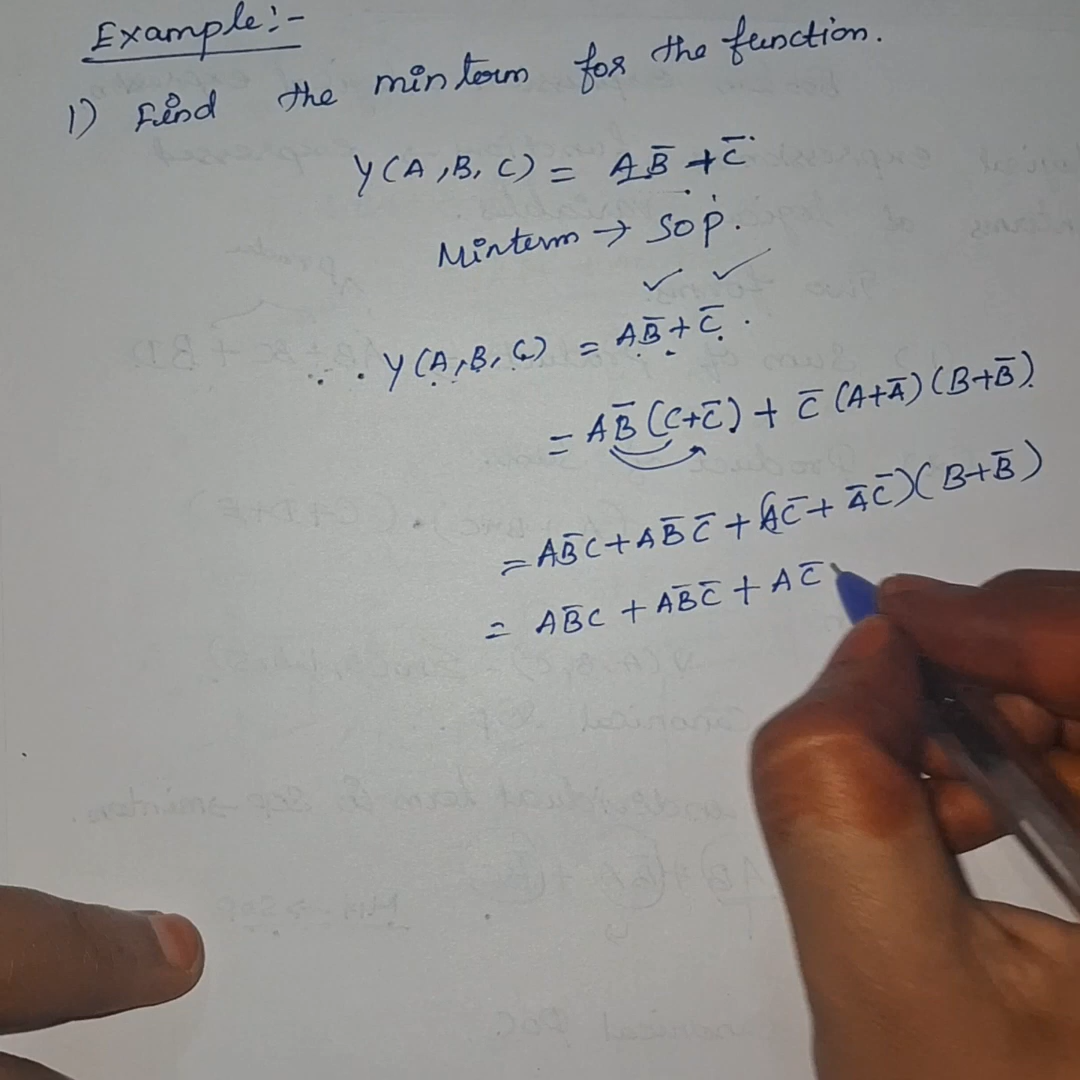 Example:-
1) Find the minterm for the function.
Y(A,B,C) = AB̅ + C̅
Minterm → SOP.
∴ Y(A,B,C) = AB̅ + C̅.
= AB̅(C+C̅) + C̅(A+A̅)(B+B̅)
= AB̅C + AB̅C̅ + (AC̅ + A̅C̅)(B+B̅)
= AB̅C + AB̅C̅ + AC̅